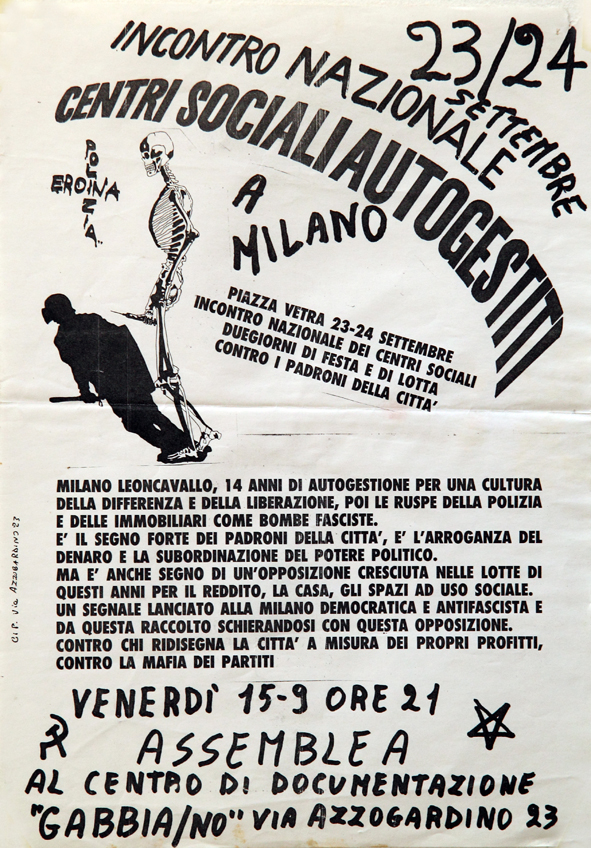 INCONTRO NAZIONALE
23/24
SETTEMBRE
CENTRI SOCIALI AUTOGESTITI
POLIZIA
EROINA
A
MILANO
PIAZZA VETRA 23-24 SETTEMBRE
INCONTRO NAZIONALE DEI CENTRI SOCIALI
DUEGIORNI DI FESTA E DI LOTTA
CONTRO I PADRONI DELLA CITTA'
MILANO LEONCAVALLO, 14 ANNI DI AUTOGESTIONE PER UNA CULTURA
DELLA DIFFERENZA E DELLA LIBERAZIONE, POI LE RUSPE DELLA POLIZIA
E DELLE IMMOBILIARI COME BOMBE FASCISTE.
E' IL SEGNO FORTE DEI PADRONI DELLA CITTA', E' L'ARROGANZA DEL
DENARO E LA SUBORDINAZIONE DEL POTERE POLITICO.
MA E' ANCHE SEGNO DI UN'OPPOSIZIONE CRESCIUTA NELLE LOTTE DI
QUESTI ANNI PER IL REDDITO, LA CASA, GLI SPAZI AD USO SOCIALE.
UN SEGNALE LANCIATO ALLA MILANO DEMOCRATICA E ANTIFASCISTA E
DA QUESTA RACCOLTO SCHIERANDOSI CON QUESTA OPPOSIZIONE.
CONTRO CHI RIDISEGNA LA CITTA' A MISURA DEI PROPRI PROFITTI,
CONTRO LA MAFIA DEI PARTITI
CIP. Via AZZOGARDINO 23
VENERDÌ 15-9 ORE 21
ASSEMBLEA
AL CENTRO DI DOCUMENTAZIONE
"GABBIA/NO" VIA AZZOGARDINO 23